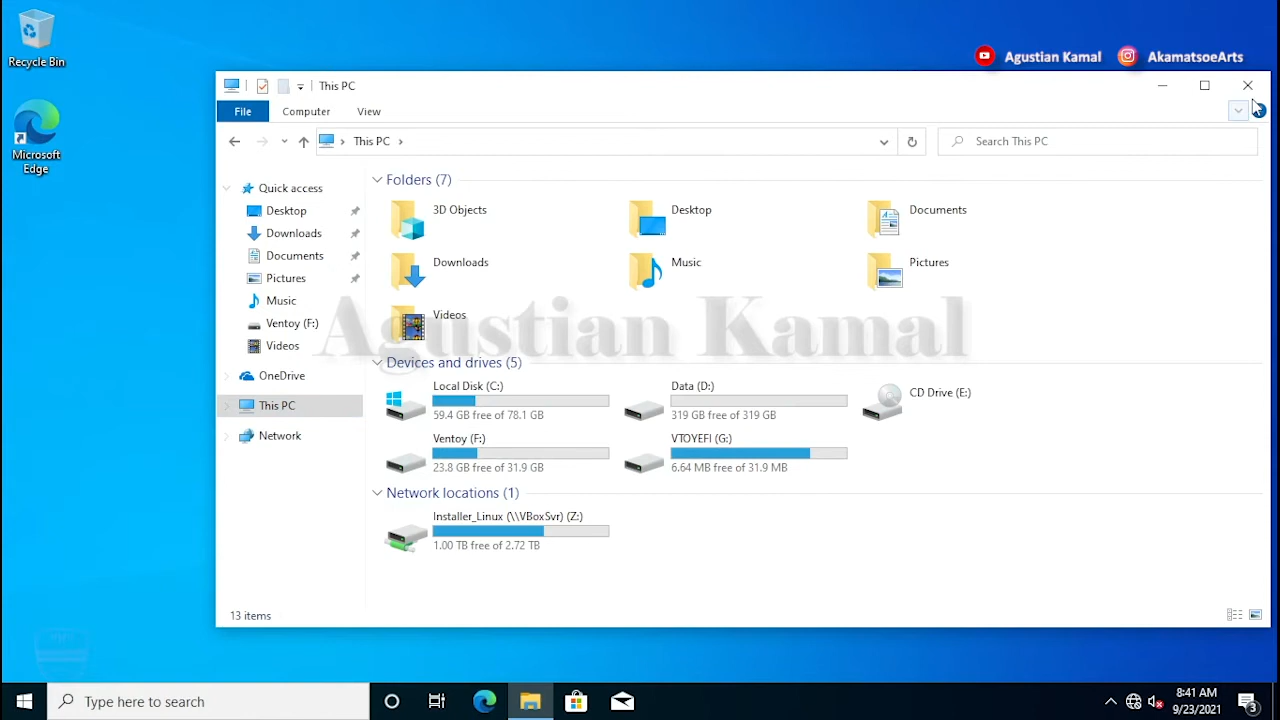 Recycle Bin
Microsoft
Edge
Agustian Kamal
AkamatsoeArts
This PC
File
Computer
View
This PC
Search This PC
Quick access
Desktop
Downloads
Documents
Pictures
Music
Ventoy (F:)
Videos
OneDrive
This PC
Network
Folders (7)
3D Objects
Desktop
Documents
Downloads
Music
Pictures
Videos
Agustian Kamal
Devices and drives (5)
Local Disk (C:)
59.4 GB free of 78.1 GB
Data (D:)
319 GB free of 319 GB
CD Drive (E:)
Ventoy (F:)
23.8 GB free of 31.9 GB
VTOYEFI (G:)
6.64 MB free of 31.9 MB
Network locations (1)
Installer_Linux (\\VBoxSvr) (Z:)
1.00 TB free of 2.72 TB
13 items
Type here to search
8:41 AM
9/23/2021
3